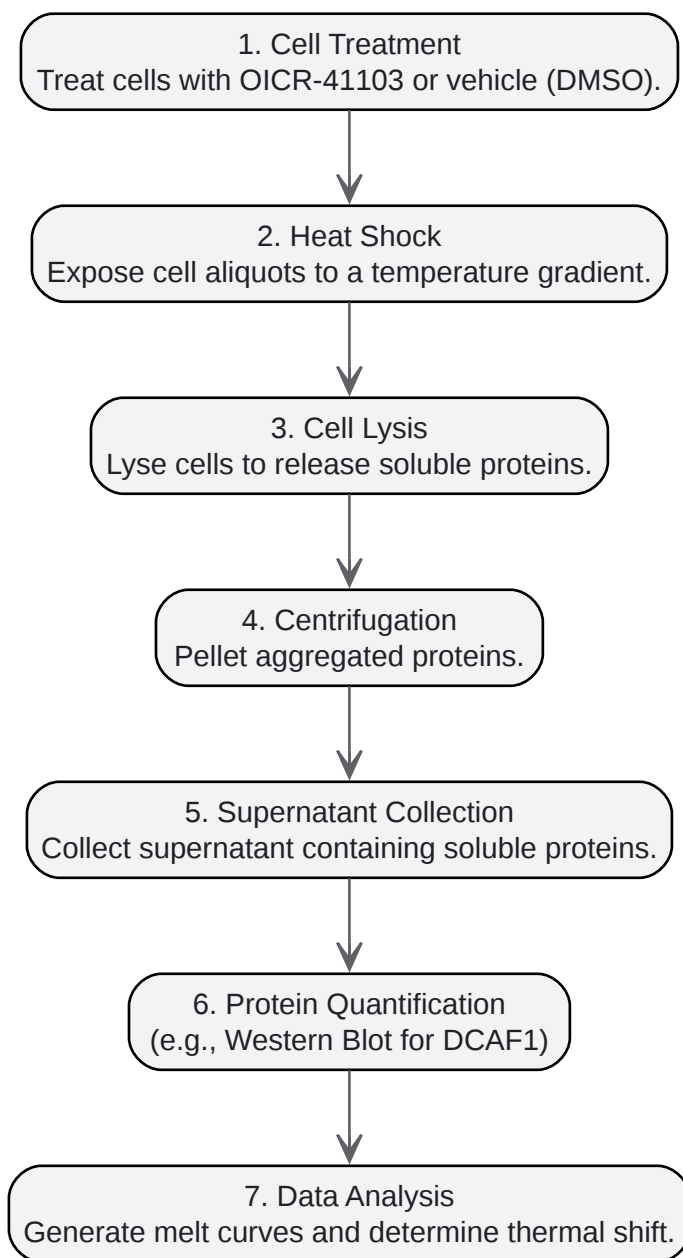 1. Cell Treatment
Treat cells with OICR-41103 or vehicle (DMSO).
2. Heat Shock
Expose cell aliquots to a temperature gradient.
3. Cell Lysis
Lyse cells to release soluble proteins.
4. Centrifugation
Pellet aggregated proteins.
5. Supernatant Collection
Collect supernatant containing soluble proteins.
6. Protein Quantification
(e.g., Western Blot for DCAF1)
7. Data Analysis
Generate melt curves and determine thermal shift.